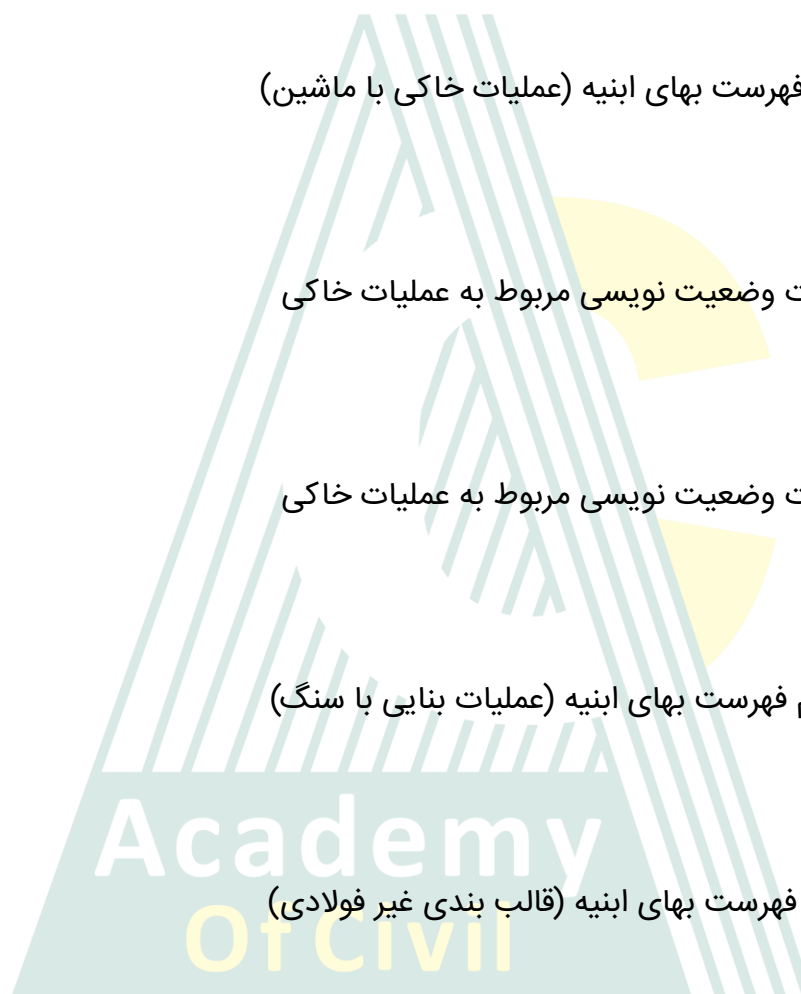 فهرست بهای ابنیه (عملیات خاکی با ماشین)
وضعیت نویسی مربوط به عملیات خاکی
وضعیت نویسی مربوط به عملیات خاکی
فهرست بهای ابنیه (عملیات بنایی با سنگ)
فهرست بهای ابنیه (قالب بندی غیر فولادی)
Academy
Of Civil